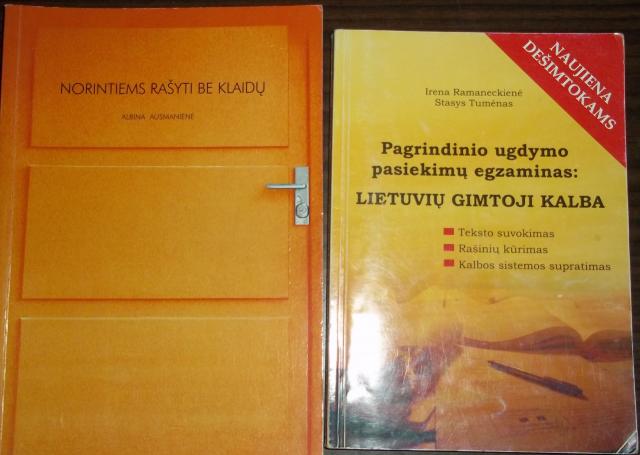 NORINTIEMS RAŠYTI BE KLAIDŲ
ALBINA AUSMANIENĖ
NAUJIENA
DEŠIMTOKAMS
Irena Ramaneckienė
Stasys Tumėnas
Pagrindinio ugdymo
pasiekimų egzaminas:
LIETUVIŲ GIMTOJI KALBA
Teksto suvokimas
Rašinių kūrimas
Kalbos sistemos supratimas